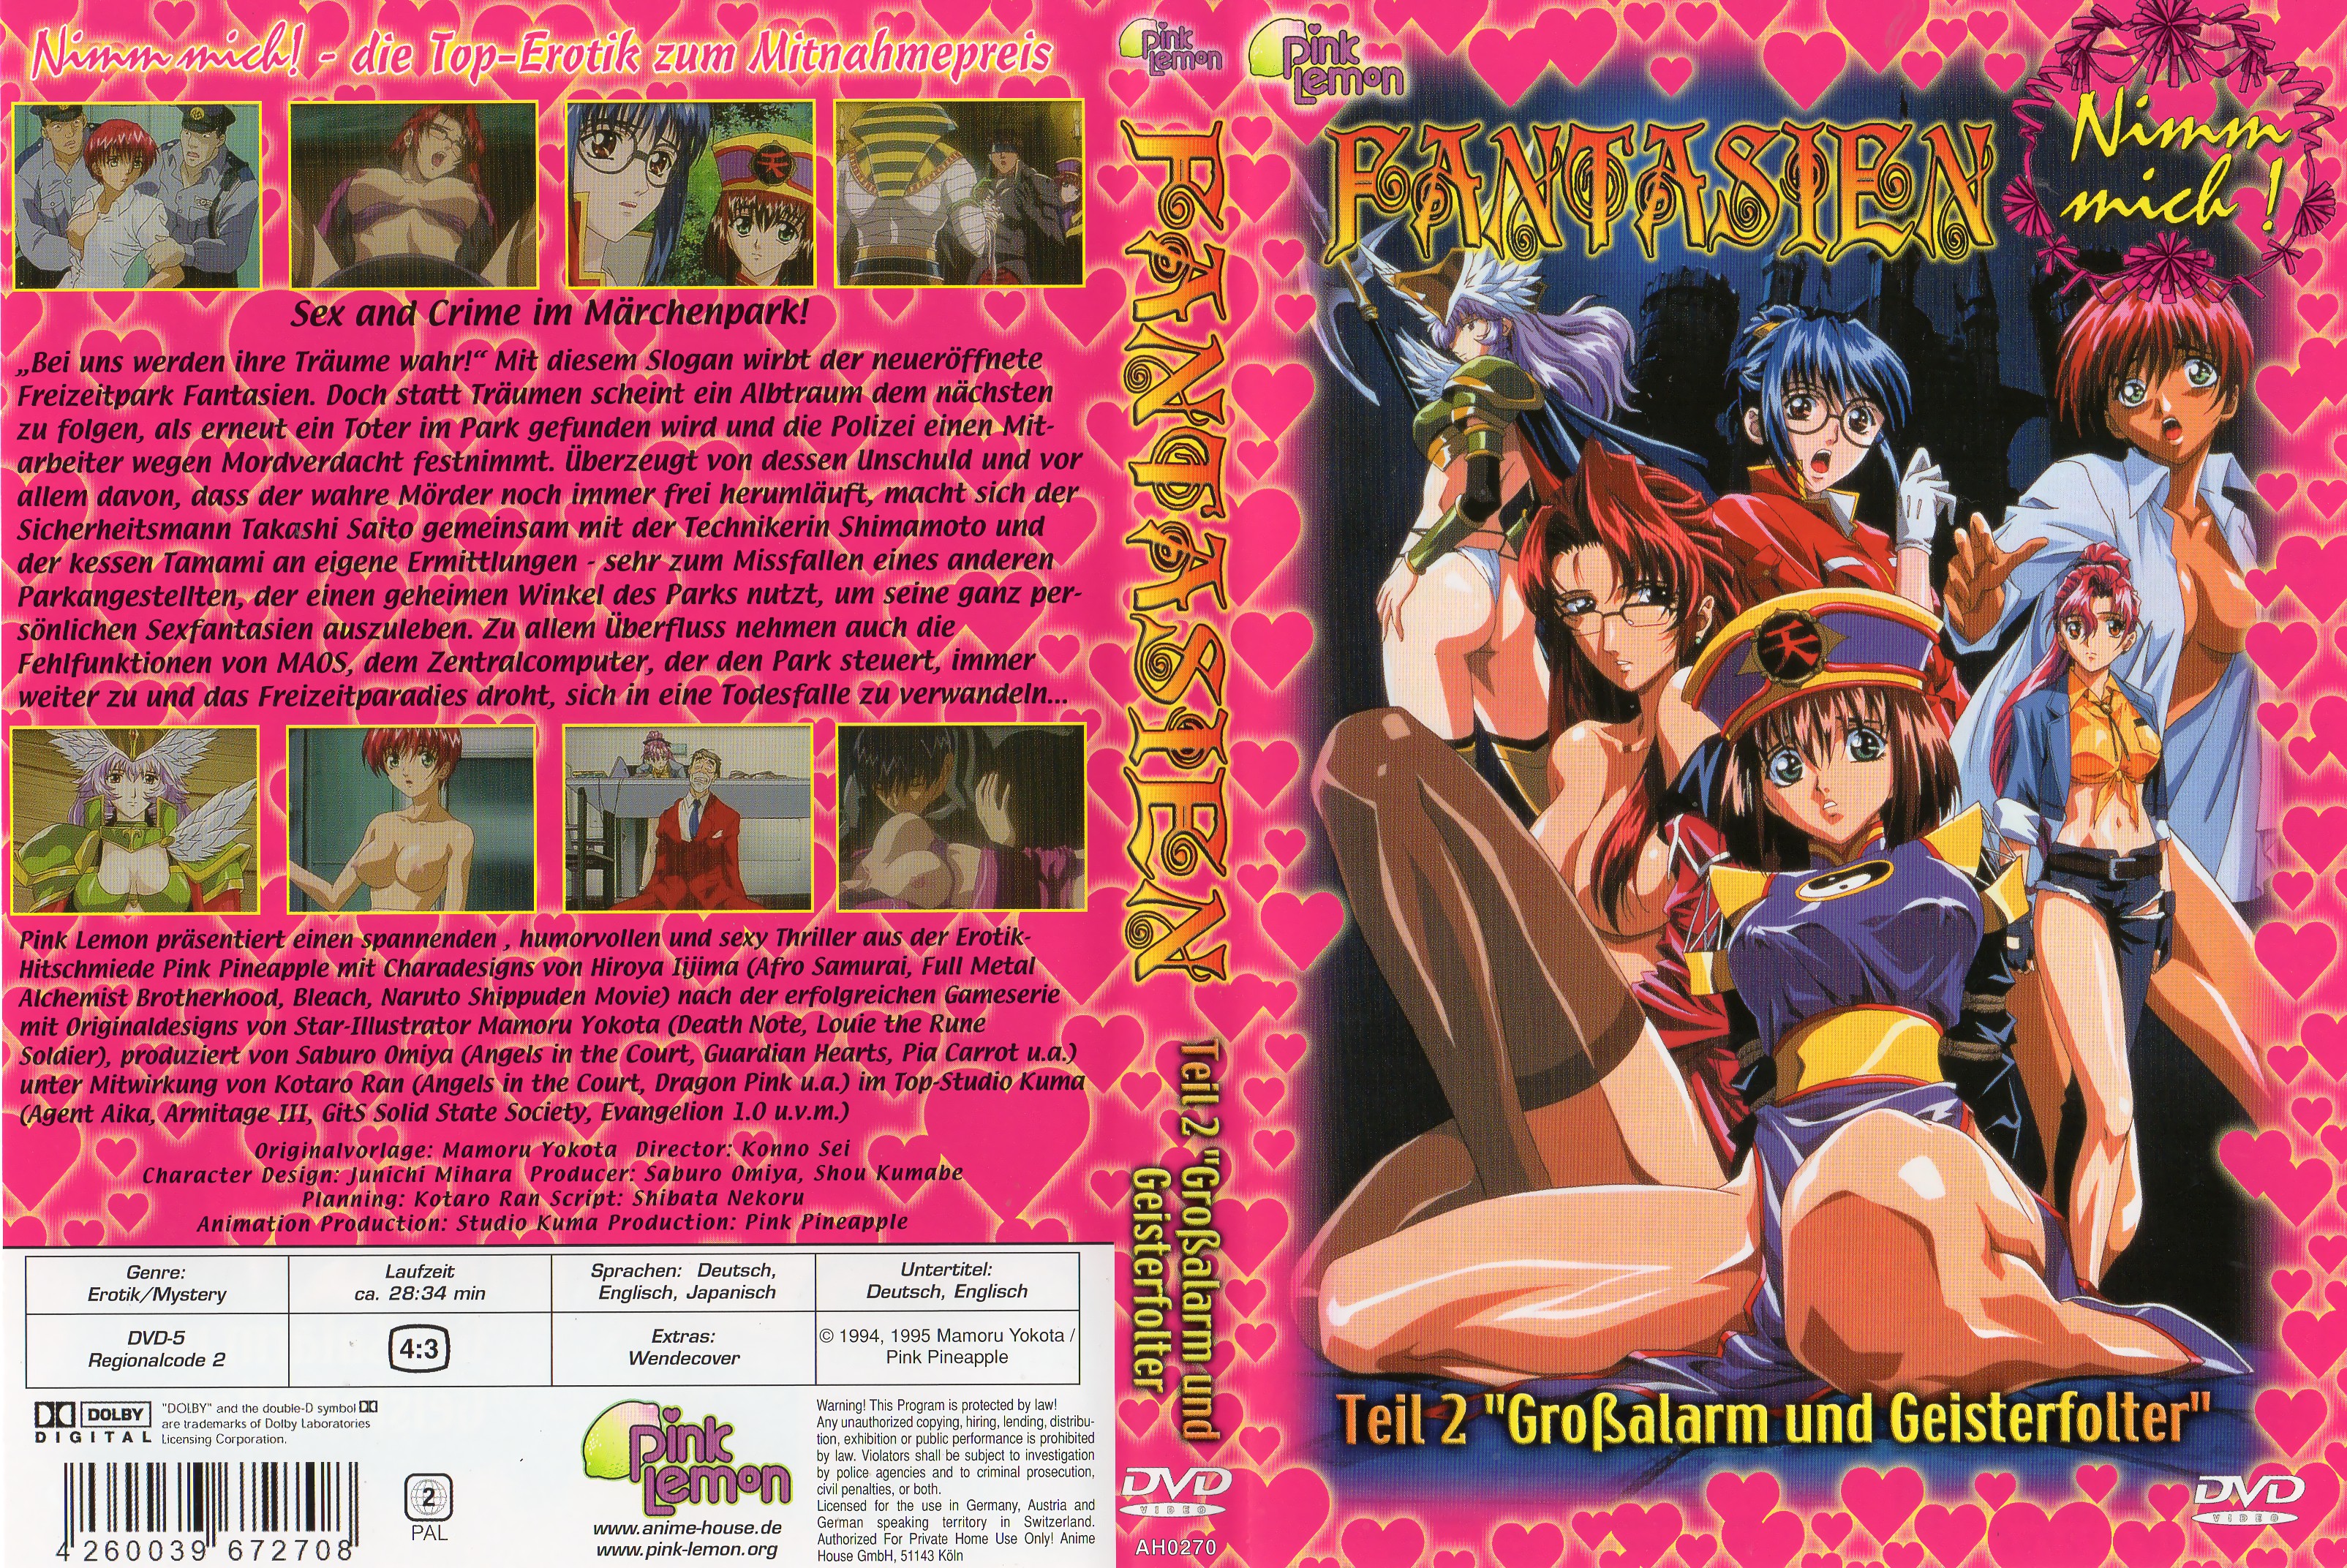 Nimm mich! - die Top-Erotik zum Mitnahmepreis
Sex and Crime im Märchenpark!
„Bei uns werden ihre Träume wahr!“ Mit diesem Slogan wirbt der neueröffnete
Freizeitpark Fantasien. Doch statt Träumen scheint ein Albtraum dem nächsten
zu folgen, als erneut ein Toter im Park gefunden wird und die Polizei einen Mit-
arbeiter wegen Mordverdacht festnimmt. Überzeugt von dessen Unschuld und vor
allem davon, dass der wahre Mörder noch immer frei herumläuft, macht sich der
Sicherheitsmann Takashi Saito gemeinsam mit der Technikerin Shimamoto und
der kessen Tamami an eigene Ermittlungen - sehr zum Missfallen eines anderen
Parkangestellten, der einen geheimen Winkel des Parks nutzt, um seine ganz per-
sönlichen Sexfantasien auszuleben. Zu allem Überfluss nehmen auch die
Fehlfunktionen von MAOS, dem Zentralcomputer, der den Park steuert, immer
weiter zu und das Freizeitparadies droht, sich in eine Todesfalle zu verwandeln...
Pink Lemon präsentiert einen spannenden , humorvollen und sexy Thriller aus der Erotik-
Hitschmiede Pink Pineapple mit Charadesigns von Hiroya Iijima (Afro Samurai, Full Metal
Alchemist Brotherhood, Bleach, Naruto Shippuden Movie) nach der erfolgreichen Gameserie
mit Originaldesigns von Star-Illustrator Mamoru Yokota (Death Note, Louie the Rune
Soldier), produziert von Saburo Omiya (Angels in the Court, Guardian Hearts, Pia Carrot u.a.)
unter Mitwirkung von Kotaro Ran (Angels in the Court, Dragon Pink u.a.) im Top-Studio Kuma
(Agent Aika, Armitage III, GitS Solid State Society, Evangelion 1.0 u.v.m.)
Originalvorlage: Mamoru Yokota Director: Konno Sei
Character Design: Junichi Mihara Producer: Saburo Omiya, Shou Kumabe
Planning: Kotaro Ran Script: Shibata Nekoru
Animation Production: Studio Kuma Production: Pink Pineapple
Genre:
Erotik/Mystery
Laufzeit
ca. 28:34 min
Sprachen: Deutsch,
Englisch, Japanisch
Untertitel:
Deutsch, Englisch
DVD-5
Regionalcode 2
4:3
Extras:
Wendecover
© 1994, 1995 Mamoru Yokota /
Pink Pineapple
DOLBY
DIGITAL
"DOLBY" and the double-D symbol
are trademarks of Dolby Laboratories
Licensing Corporation.
4 260039 672708
2
PAL
Pink
Lemon
www.anime-house.de
www.pink-lemon.org
Warning! This Program is protected by law!
Any unauthorized copying, hiring, lending, distribu-
tion, exhibition or public performance is prohibited
by law. Violators shall be subject to investigation
by police agencies and to criminal prosecution,
civil penalties, or both.
Licensed for the use in Germany, Austria and
German speaking territory in Switzerland.
Authorized For Private Home Use Only! Anime
House GmbH, 51143 Köln
Pink
Lemon
FANTASIEN
Teil 2 "Großalarm und
Geisterfolter
DVD
VIDEO
AH0270
Pink
Lemon
FANTASIEN
Nimm
mich !
天
Teil 2 "Großalarm und Geisterfolter"
DVD
VIDEO